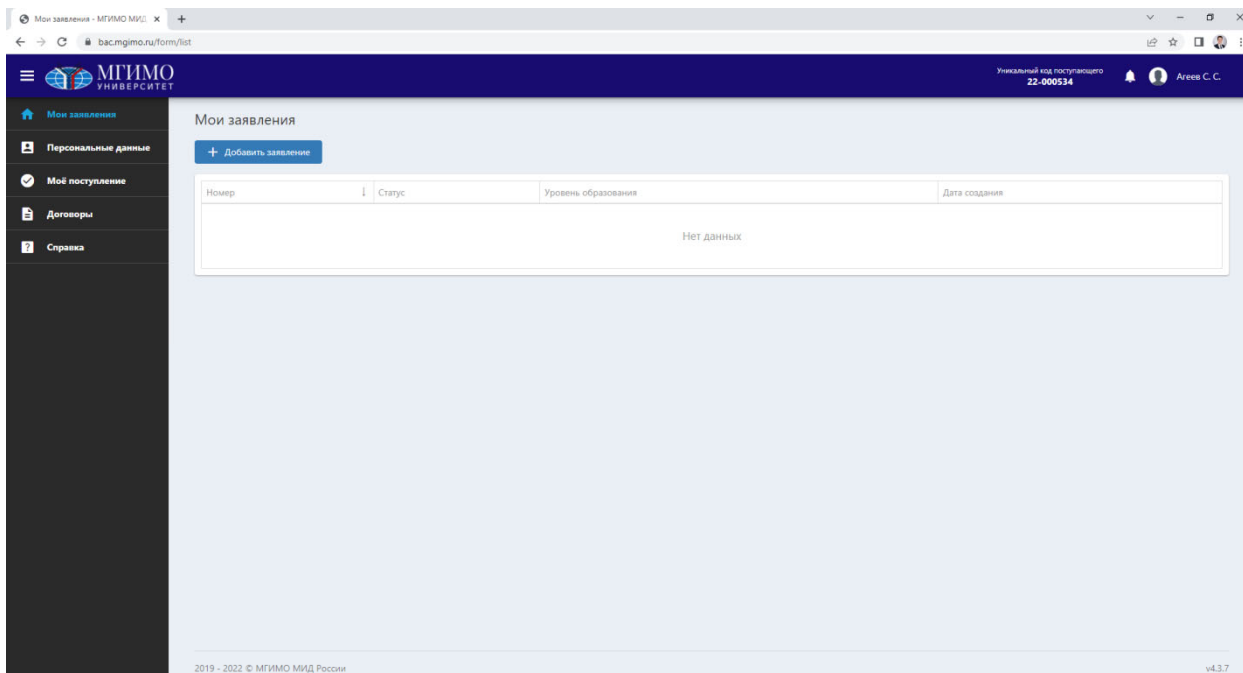 Мои заявления - МГИМО МИД
bac.mgimo.ru/form/list
МГИМО
УНИВЕРСИТЕТ
Уникальный код поступающего
22-000534
Агеев С. С.
Мои заявления
Персональные данные
Моё поступление
Договоры
Справка
Мои заявления
+ Добавить заявление
Номер ↓ Статус Уровень образования Дата создания
Нет данных
2019 - 2022 © МГИМО МИД России
v4.3.7